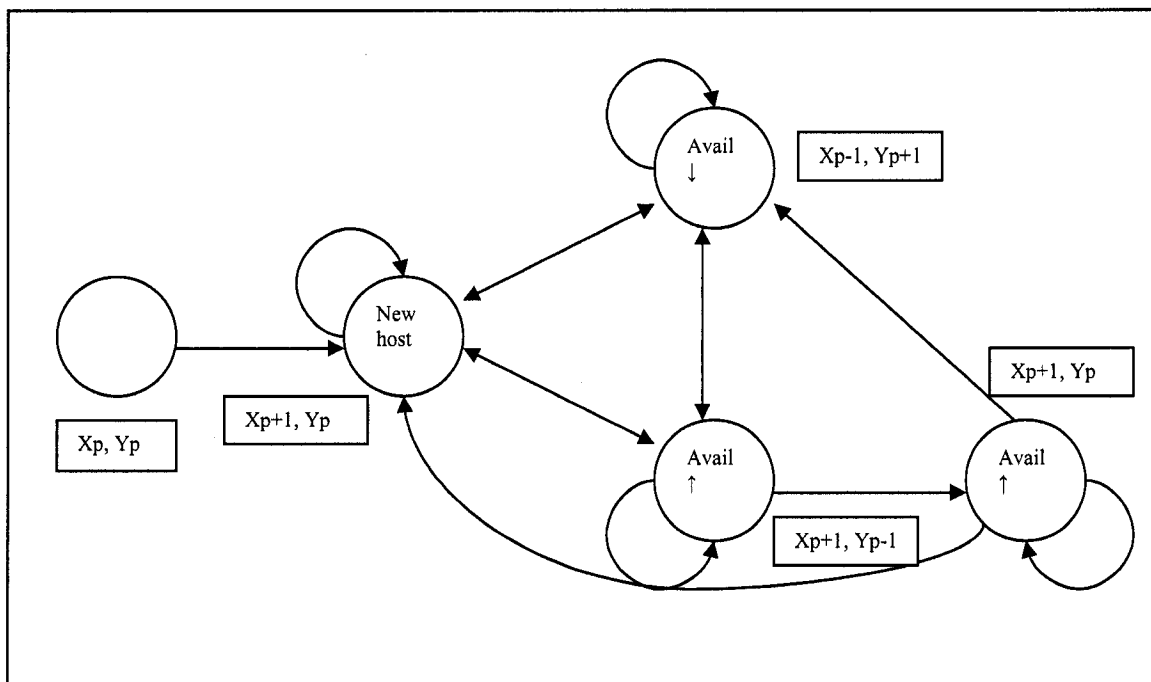 Avail
↓
Xp-1, Yp+1
New
host
Xp+1, Yp
Xp, Yp
Xp+1, Yp
Avail
↑
Avail
↑
Xp+1, Yp-1